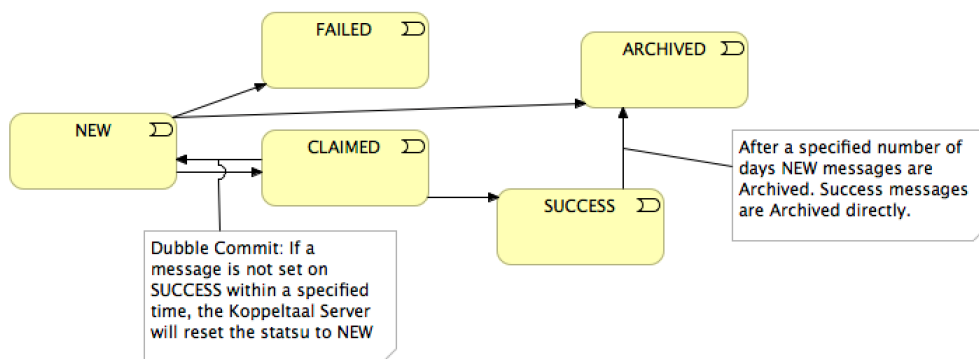 FAILED
ARCHIVED
NEW
CLAIMED
SUCCESS
After a specified number of
days NEW messages are
Archived. Success messages
are Archived directly.
Dubble Commit: If a
message is not set on
SUCCESS within a specified
time, the Koppeltaal Server
will reset the statsu to NEW